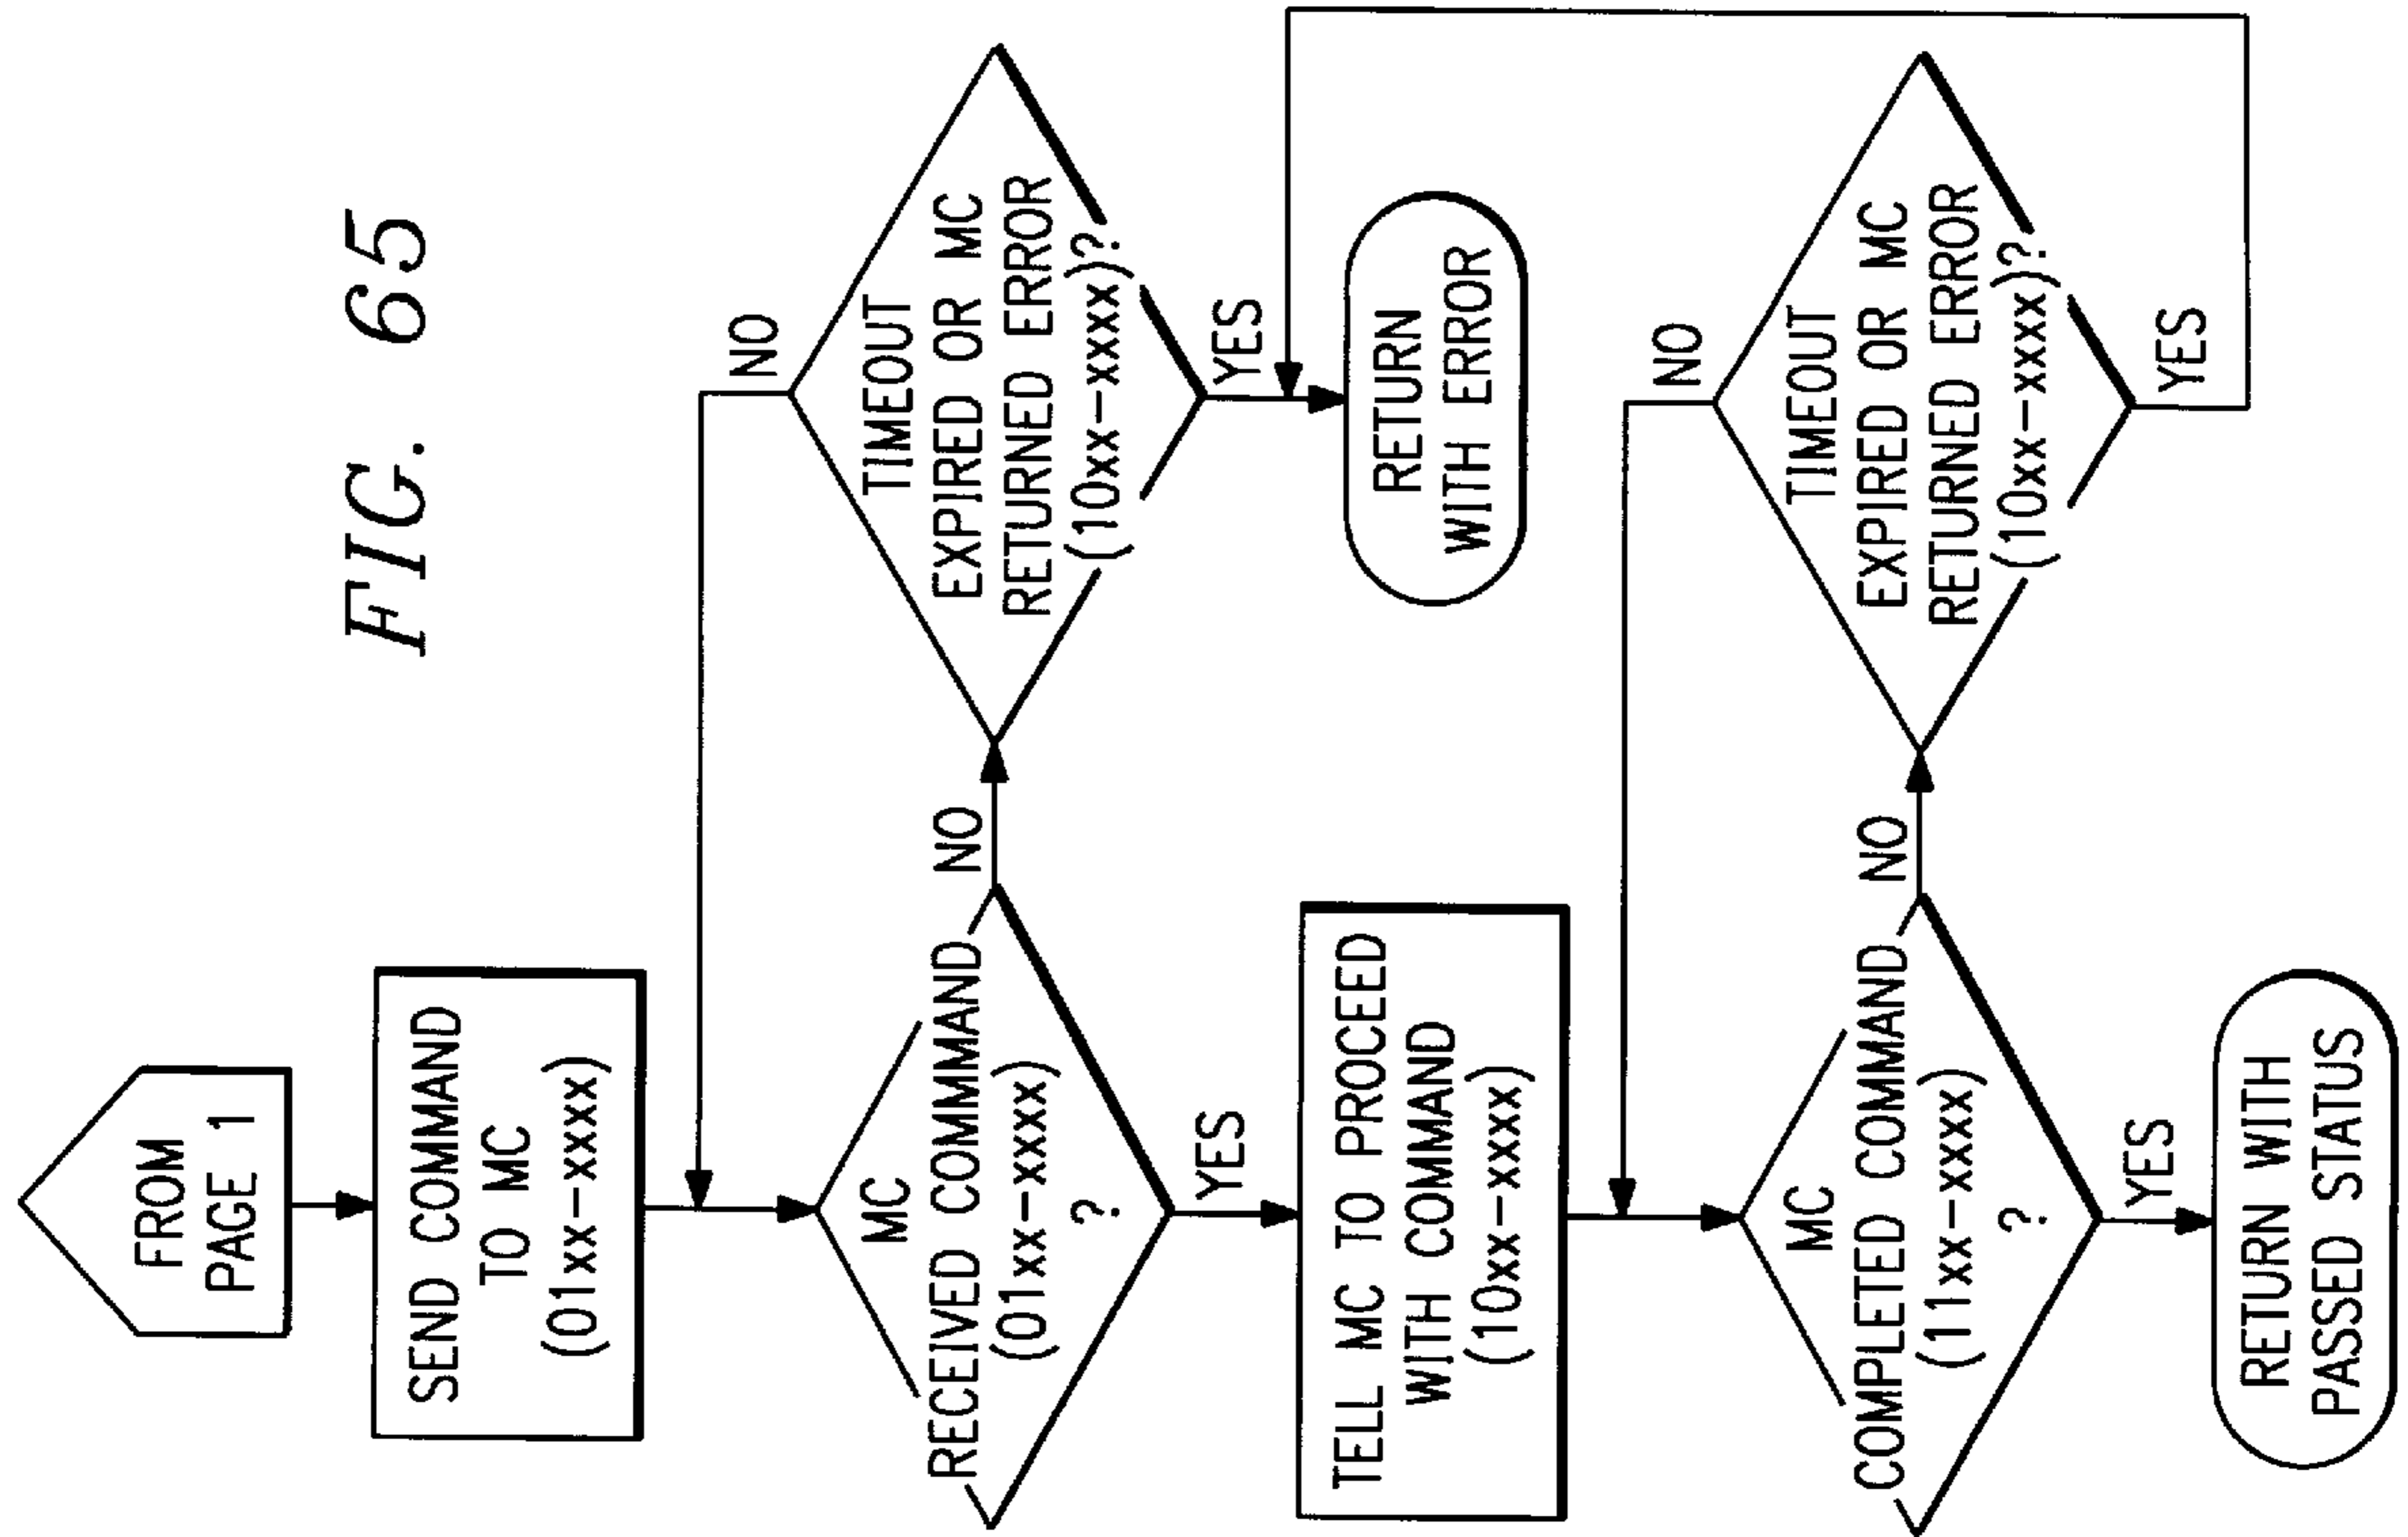 FIG. 65
FROM
PAGE 1
SEND COMMAND
TO MC
(01xx-xxxx)
MC
RECEIVED COMMAND
(01xx-xxxx)
?
NO
YES
TIMEOUT
EXPIRED OR MC
RETURNED ERROR
(10xx-xxxx)?
NO
YES
RETURN
WITH ERROR
TELL MC TO PROCEED
WITH COMMAND
(10xx-xxxx)
MC
COMPLETED COMMAND
(11xx-xxxx)
?
NO
YES
TIMEOUT
EXPIRED OR MC
RETURNED ERROR
(10xx-xxxx)?
NO
YES
RETURN WITH
PASSED STATUS